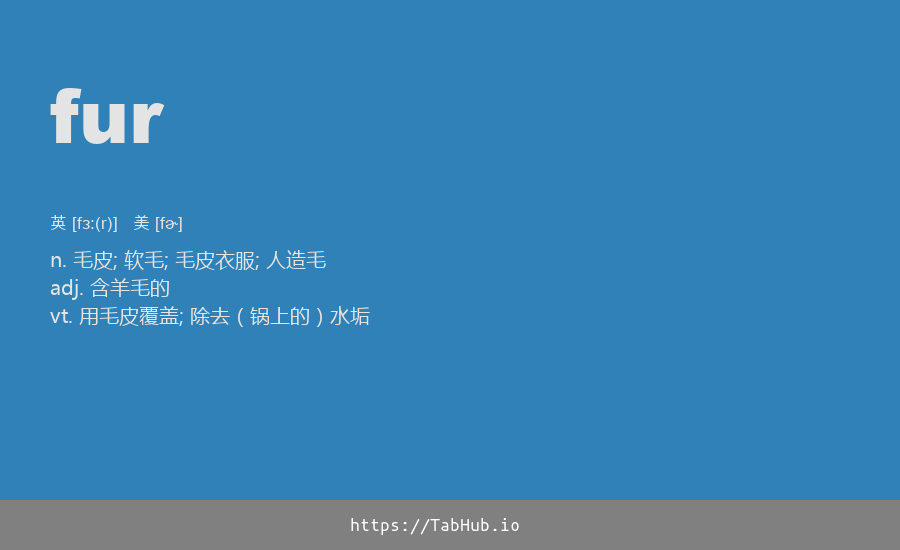 fur
英 [fɜː(r)] 美 [fɚ]
n. 毛皮; 软毛; 毛皮衣服; 人造毛
adj. 含羊毛的
vt. 用毛皮覆盖; 除去（锅上的）水垢
https://TabHub.io